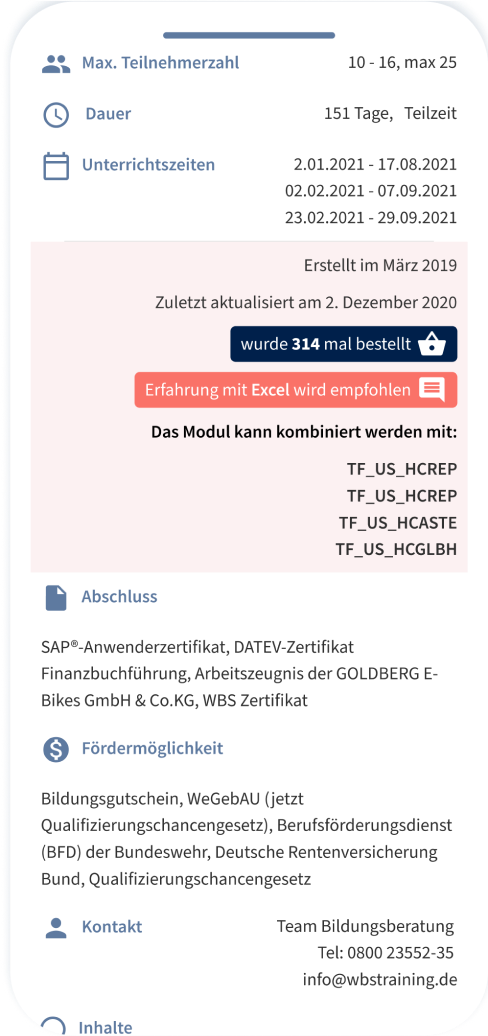 Max. Teilnehmerzahl 10 - 16, max 25
Dauer 151 Tage, Teilzeit
Unterrichtszeiten 2.01.2021 - 17.08.2021
02.02.2021 - 07.09.2021
23.02.2021 - 29.09.2021
Erstellt im März 2019
Zuletzt aktualisiert am 2. Dezember 2020
wurde 314 mal bestellt
Erfahrung mit Excel wird empfohlen
Das Modul kann kombiniert werden mit:
TF_US_HCREP
TF_US_HCREP
TF_US_HCASTE
TF_US_HCGLBH
Abschluss
SAP®-Anwenderzertifikat, DATEV-Zertifikat
Finanzbuchführung, Arbeitszeugnis der GOLDBERG E-
Bikes GmbH & Co.KG, WBS Zertifikat
Fördermöglichkeit
Bildungsgutschein, WeGebAU (jetzt
Qualifizierungschancengesetz), Berufsförderungsdienst
(BFD) der Bundeswehr, Deutsche Rentenversicherung
Bund, Qualifizierungschancengesetz
Kontakt Team Bildungsberatung
Tel: 0800 23552-35
info@wbstraining.de
Inhalte